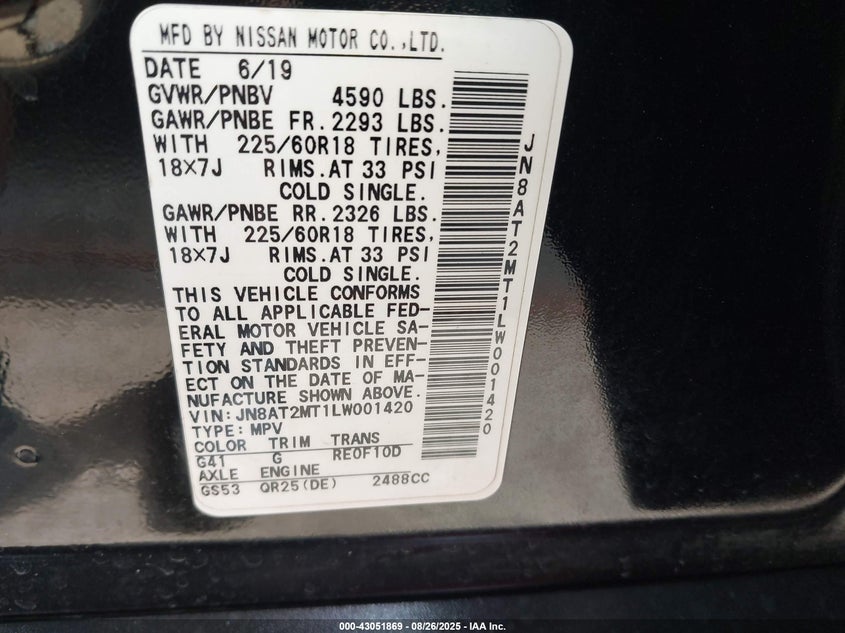 MFD BY NISSAN MOTOR CO.,LTD.
DATE 6/19
GVWR/PNBV 4590 LBS.
GAWR/PNBE FR. 2293 LBS.
WITH 225/60R18 TIRES,
18×7J RIMS.AT 33 PSI
COLD SINGLE.
GAWR/PNBE RR. 2326 LBS.
WITH 225/60R18 TIRES,
18×7J RIMS.AT 33 PSI
COLD SINGLE.
THIS VEHICLE CONFORMS
TO ALL APPLICABLE FED-
ERAL MOTOR VEHICLE SA-
FETY AND THEFT PREVEN-
TION STANDARDS IN EFF-
ECT ON THE DATE OF MA-
NUFACTURE SHOWN ABOVE.
VIN:JN8AT2MT1LW001420
TYPE:MPV
COLOR TRIM TRANS
G41 G RE0F10D
AXLE ENGINE
GS53 QR25(DE) 2488CC
JN8AT2MT1LW001420
000-43051869 - 08/26/2025 - IAA Inc.